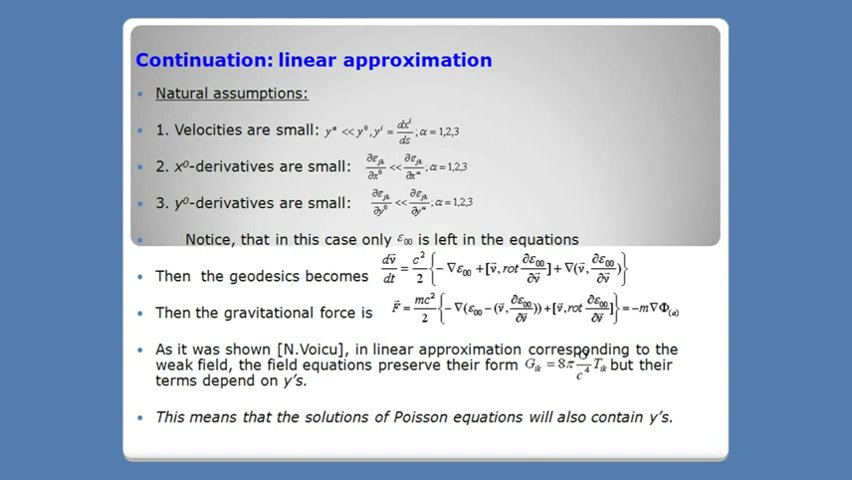 Continuation: linear approximation
• Natural assumptions:
• 1. Velocities are small: y^α << y^0, y^i = dx^i/ds ; α = 1,2,3
• 2. x^0-derivatives are small: ∂ε_jk/∂x^0 << ∂ε_jk/∂x^α ; α = 1,2,3
• 3. y^0-derivatives are small: ∂ε_jk/∂y^0 << ∂ε_jk/∂y^α ; α = 1,2,3
• Notice, that in this case only ε_00 is left in the equations
• Then the geodesics becomes dv⃗/dt = c^2/2 { -∇ε_00 + [v⃗, rot ∂ε_00/∂v⃗] + ∇(v⃗, ∂ε_00/∂v⃗) }
• Then the gravitational force is F⃗ = mc^2/2 { -∇(ε_00 - (v⃗, ∂ε_00/∂v⃗)) + [v⃗, rot ∂ε_00/∂v⃗] } = -m∇Φ_(a)
• As it was shown [N.Voicu], in linear approximation corresponding to the
weak field, the field equations preserve their form G_ik = 8π G/c^4 T_ik but their
terms depend on y's.
• This means that the solutions of Poisson equations will also contain y's.